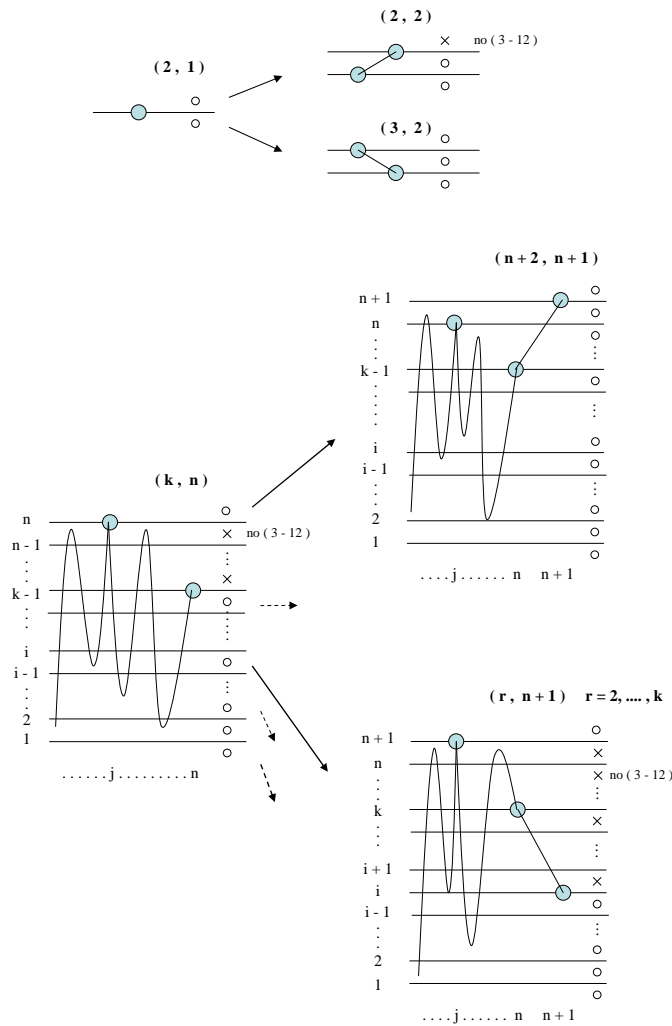 ( 2 , 2 )
no ( 3 - 12 )
( 2 , 1 )
( 3 , 2 )
( n + 2 , n + 1 )
n + 1
n
k - 1
i
i - 1
2
1
. . . . j . . . . . . n n + 1
( k , n )
n
n - 1
no ( 3 - 12 )
k - 1
i
i - 1
2
1
. . . . . . j . . . . . . . . . n
( r , n + 1 ) r = 2, .... , k
n + 1
n
no ( 3 - 12 )
k
i + 1
i
i - 1
2
1
. . . . j . . . . . . n n + 1